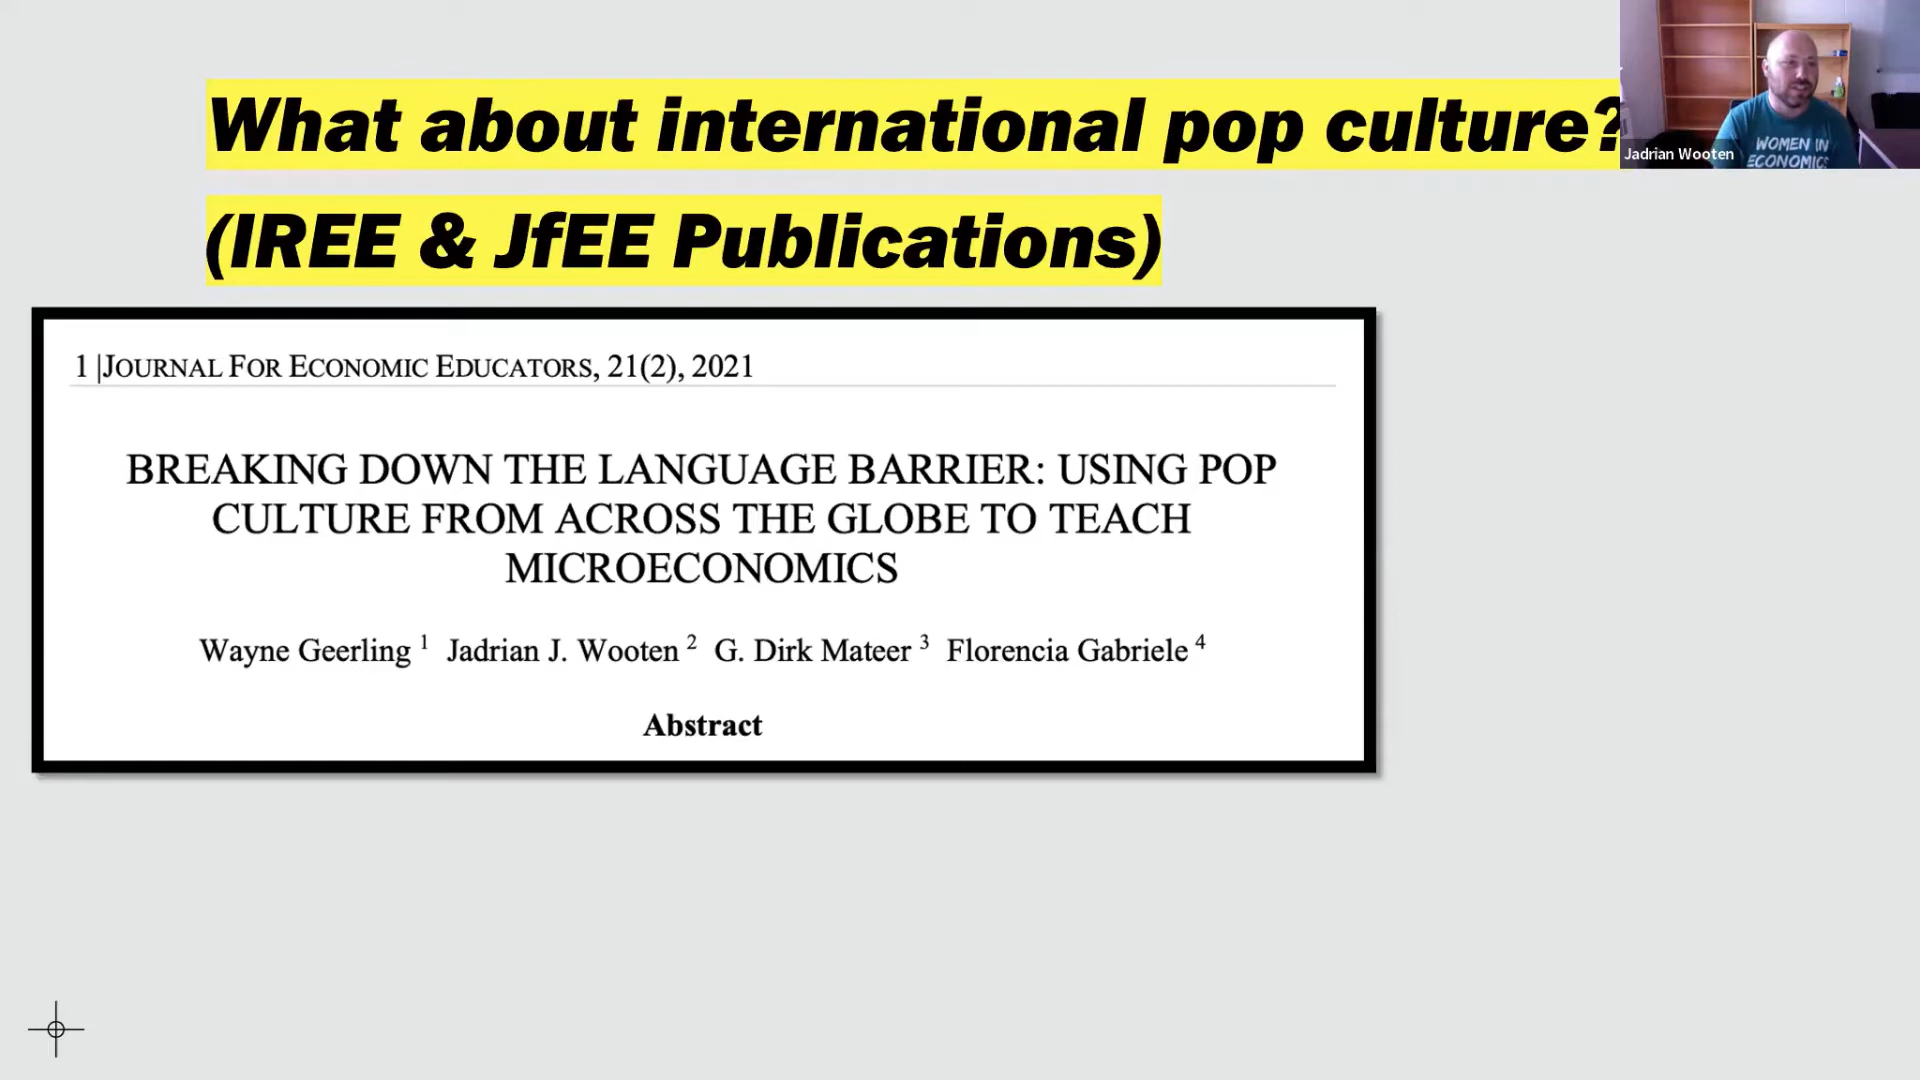 What about international pop culture?
(IREE & JfEE Publications)
Jadrian Wooten
WOMEN IN
ECONOMICS
1 |JOURNAL FOR ECONOMIC EDUCATORS, 21(2), 2021
BREAKING DOWN THE LANGUAGE BARRIER: USING POP
CULTURE FROM ACROSS THE GLOBE TO TEACH
MICROECONOMICS
Wayne Geerling 1 Jadrian J. Wooten 2 G. Dirk Mateer 3 Florencia Gabriele 4
Abstract